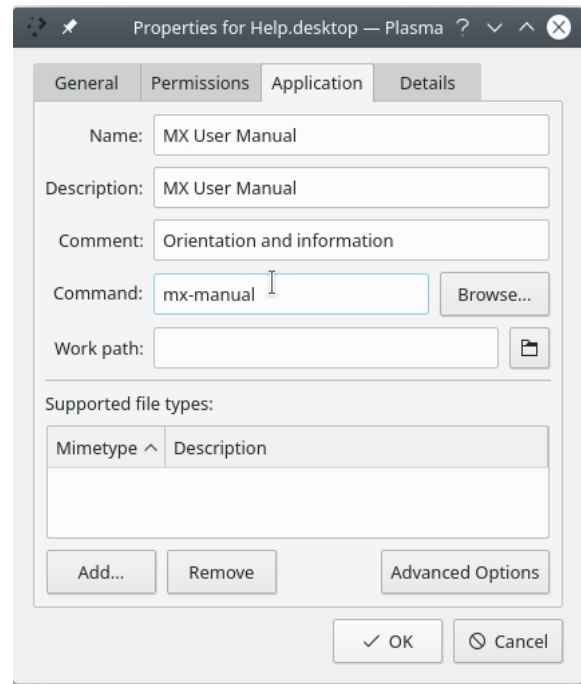 Properties for Help.desktop — Plasma
General Permissions Application Details
Name: MX User Manual
Description: MX User Manual
Comment: Orientation and information
Command: mx-manual Browse...
Work path:
Supported file types:
Mimetype Description
Add... Remove Advanced Options
OK Cancel